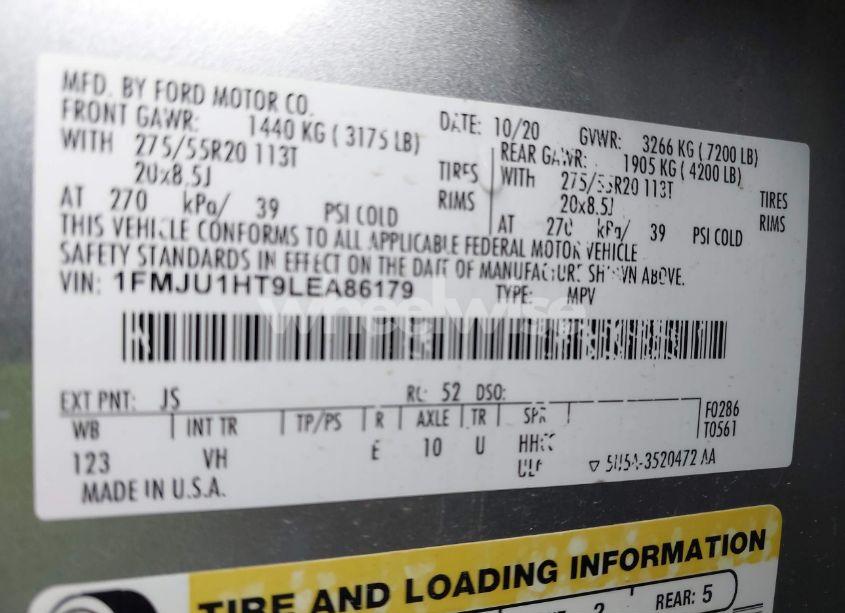 MFD. BY FORD MOTOR CO.
DATE: 10/20 GVWR: 3266 KG ( 7200 LB)
FRONT GAWR: 1440 KG ( 3175 LB) REAR GAWR: 1905 KG ( 4200 LB)
WITH 275/55R20 113T TIRES WITH 275/55R20 113T TIRES
20x8.5J RIMS 20x8.5J RIMS
AT 270 kPa/ 39 PSI COLD AT 270 kPa/ 39 PSI COLD
THIS VEHICLE CONFORMS TO ALL APPLICABLE FEDERAL MOTOR VEHICLE
SAFETY STANDARDS IN EFFECT ON THE DATE OF MANUFACTURE SHOWN ABOVE.
VIN: 1FMJU1HT9LEA86179 TYPE: MPV
wheelwise
EXT PNT: JS RC: 52 DSO:
WB INT TR TP/PS R AXLE TR SPR F0286
T0561
123 VH E 10 U
5U5A-3520472 AA
MADE IN U.S.A.
TIRE AND LOADING INFORMATION
2 REAR: 5